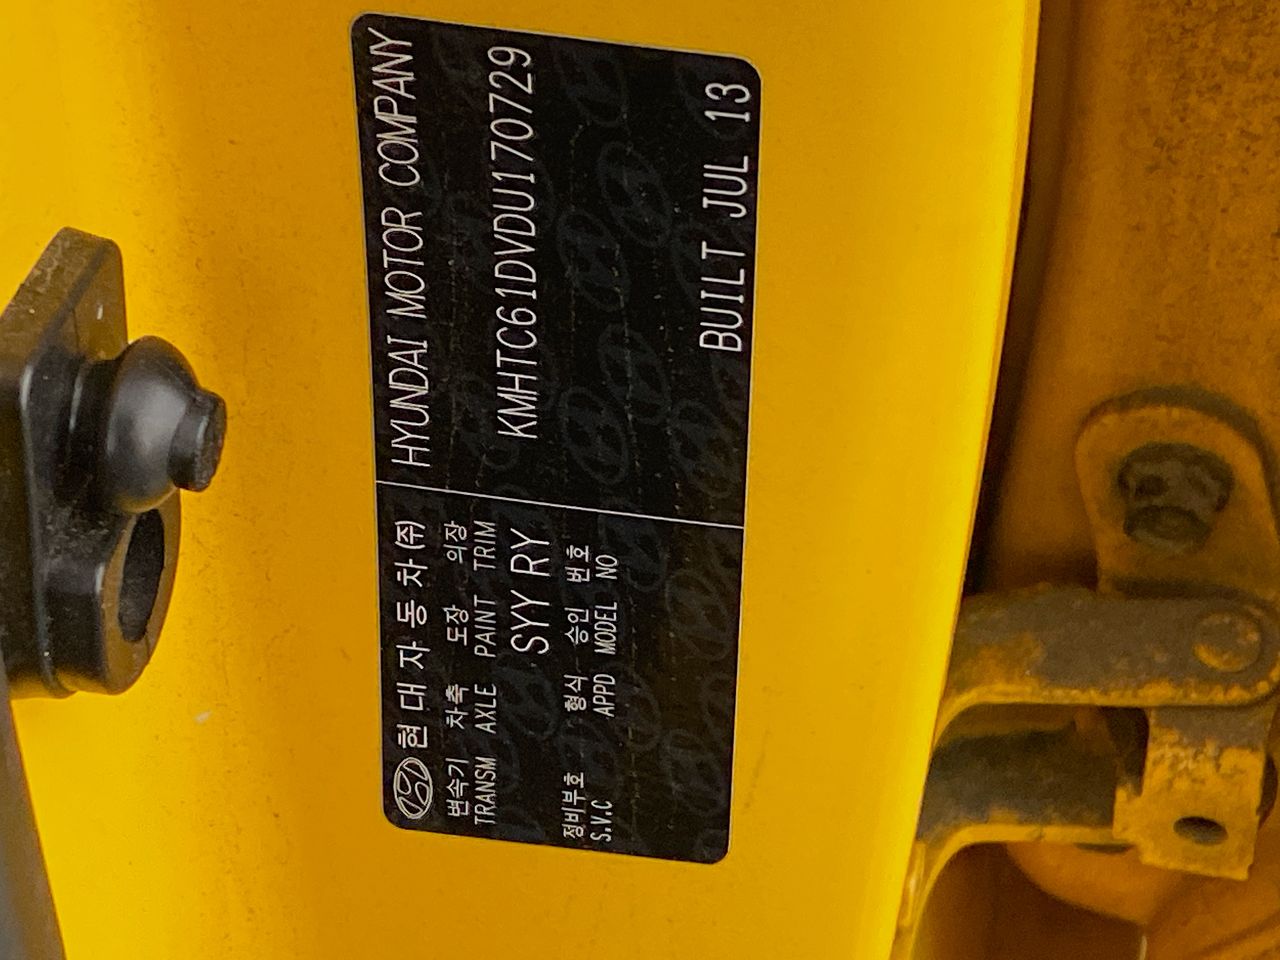 현대자동차(주)
변속기 차축 도장 의장
TRANSM AXLE PAINT TRIM
SYY RY
정비부호 형식 승인 번호
S.V.C APPD MODEL NO
HYUNDAI MOTOR COMPANY
KMHTC61DVDU170729
BUILT JUL 13